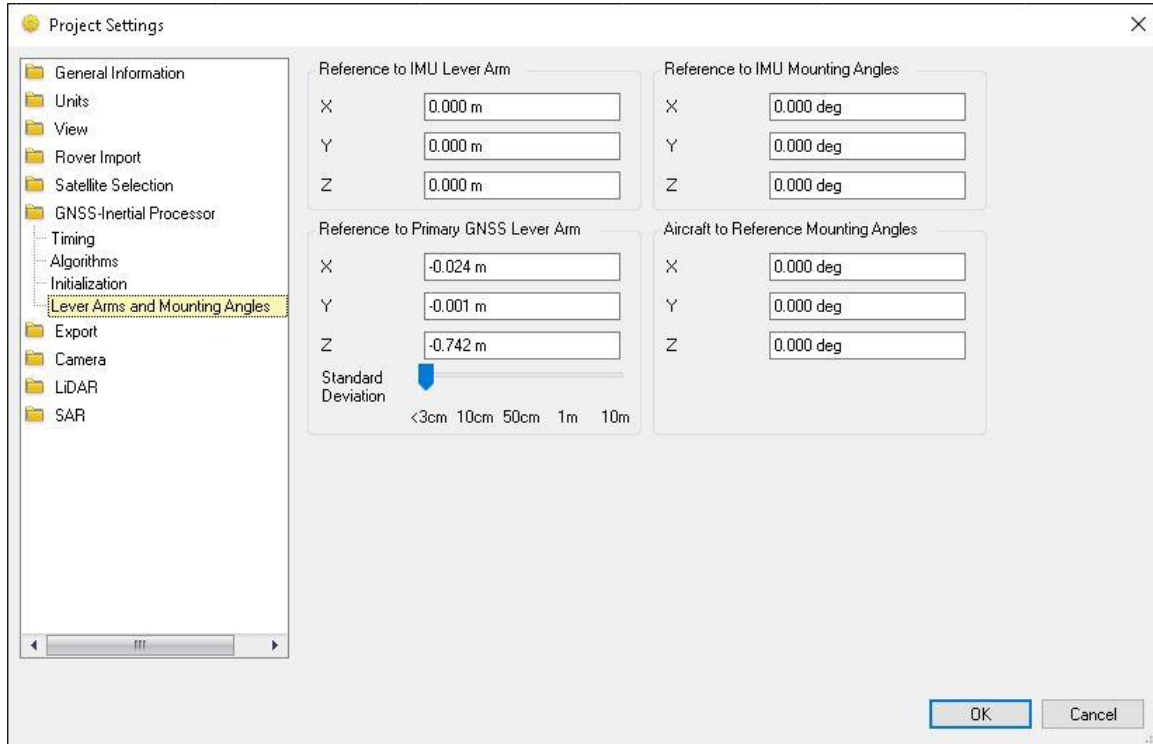 Project Settings
General Information
Units
View
Rover Import
Satellite Selection
GNSS-Inertial Processor
Timing
Algorithms
Initialization
Lever Arms and Mounting Angles
Export
Camera
LiDAR
SAR
Reference to IMU Lever Arm
X 0.000 m
Y 0.000 m
Z 0.000 m
Reference to IMU Mounting Angles
X 0.000 deg
Y 0.000 deg
Z 0.000 deg
Reference to Primary GNSS Lever Arm
X -0.024 m
Y -0.001 m
Z -0.742 m
Standard
Deviation
<3cm 10cm 50cm 1m 10m
Aircraft to Reference Mounting Angles
X 0.000 deg
Y 0.000 deg
Z 0.000 deg
OK Cancel